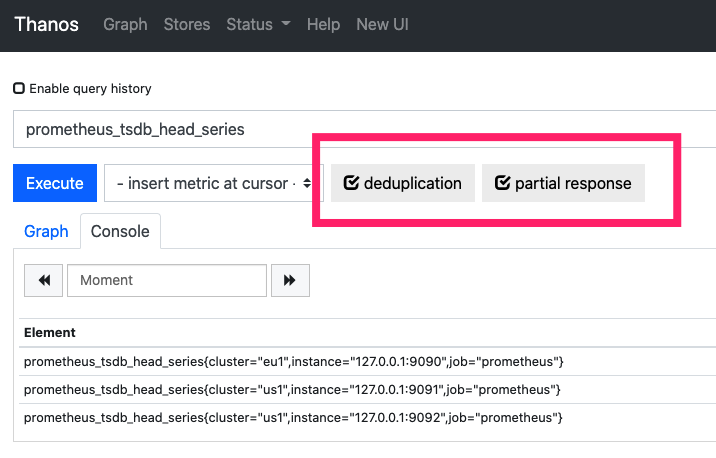 Thanos Graph Stores Status Help New UI
Enable query history
prometheus_tsdb_head_series
Execute - insert metric at cursor - deduplication partial response
Graph Console
Moment
Element
prometheus_tsdb_head_series{cluster="eu1",instance="127.0.0.1:9090",job="prometheus"}
prometheus_tsdb_head_series{cluster="us1",instance="127.0.0.1:9091",job="prometheus"}
prometheus_tsdb_head_series{cluster="us1",instance="127.0.0.1:9092",job="prometheus"}